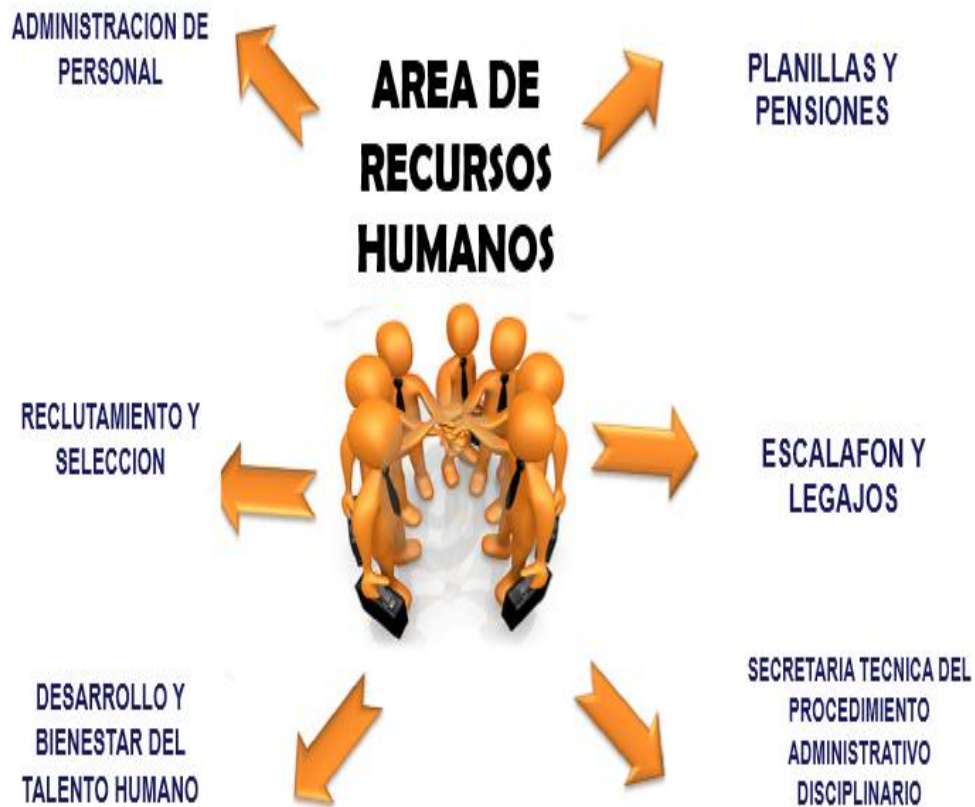 AREA DE
RECURSOS
HUMANOS
ADMINISTRACION DE
PERSONAL
PLANILLAS Y
PENSIONES
RECLUTAMIENTO Y
SELECCION
ESCALAFON Y
LEGAJOS
DESARROLLO Y
BIENESTAR DEL
TALENTO HUMANO
SECRETARIA TECNICA DEL
PROCEDIMIENTO
ADMINISTRATIVO
DISCIPLINARIO